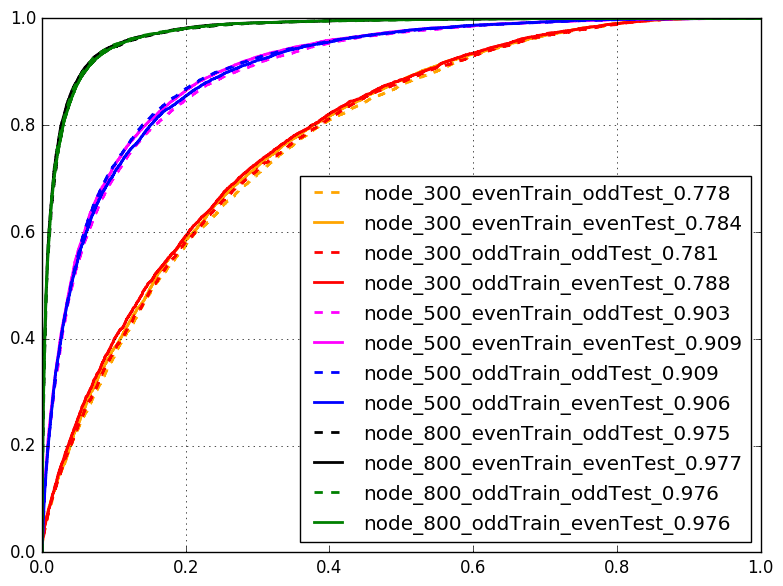 1.0
0.8
0.6
0.4
0.2
0.0
node_300_evenTrain_oddTest_0.778
node_300_evenTrain_evenTest_0.784
node_300_oddTrain_oddTest_0.781
node_300_oddTrain_evenTest_0.788
node_500_evenTrain_oddTest_0.903
node_500_evenTrain_evenTest_0.909
node_500_oddTrain_oddTest_0.909
node_500_oddTrain_evenTest_0.906
node_800_evenTrain_oddTest_0.975
node_800_evenTrain_evenTest_0.977
node_800_oddTrain_oddTest_0.976
node_800_oddTrain_evenTest_0.976
0.0 0.2 0.4 0.6 0.8 1.0